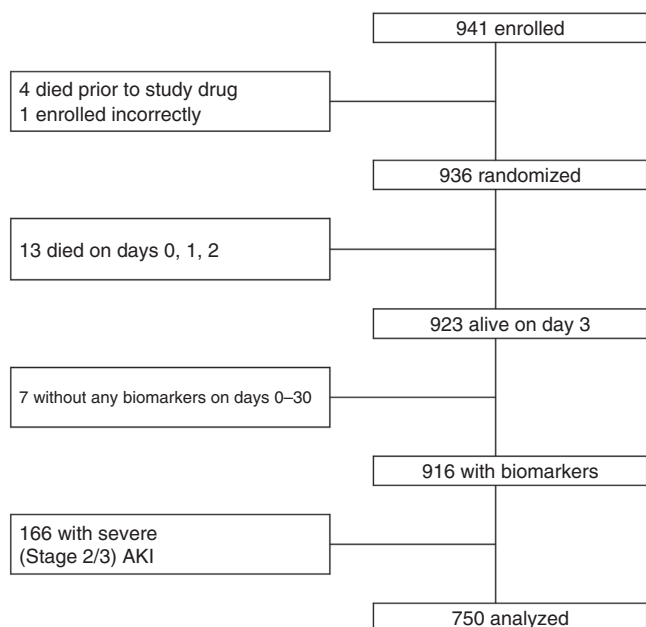 941 enrolled
4 died prior to study drug
1 enrolled incorrectly
936 randomized
13 died on days 0, 1, 2
923 alive on day 3
7 without any biomarkers on days 0–30
916 with biomarkers
166 with severe
(Stage 2/3) AKI
750 analyzed